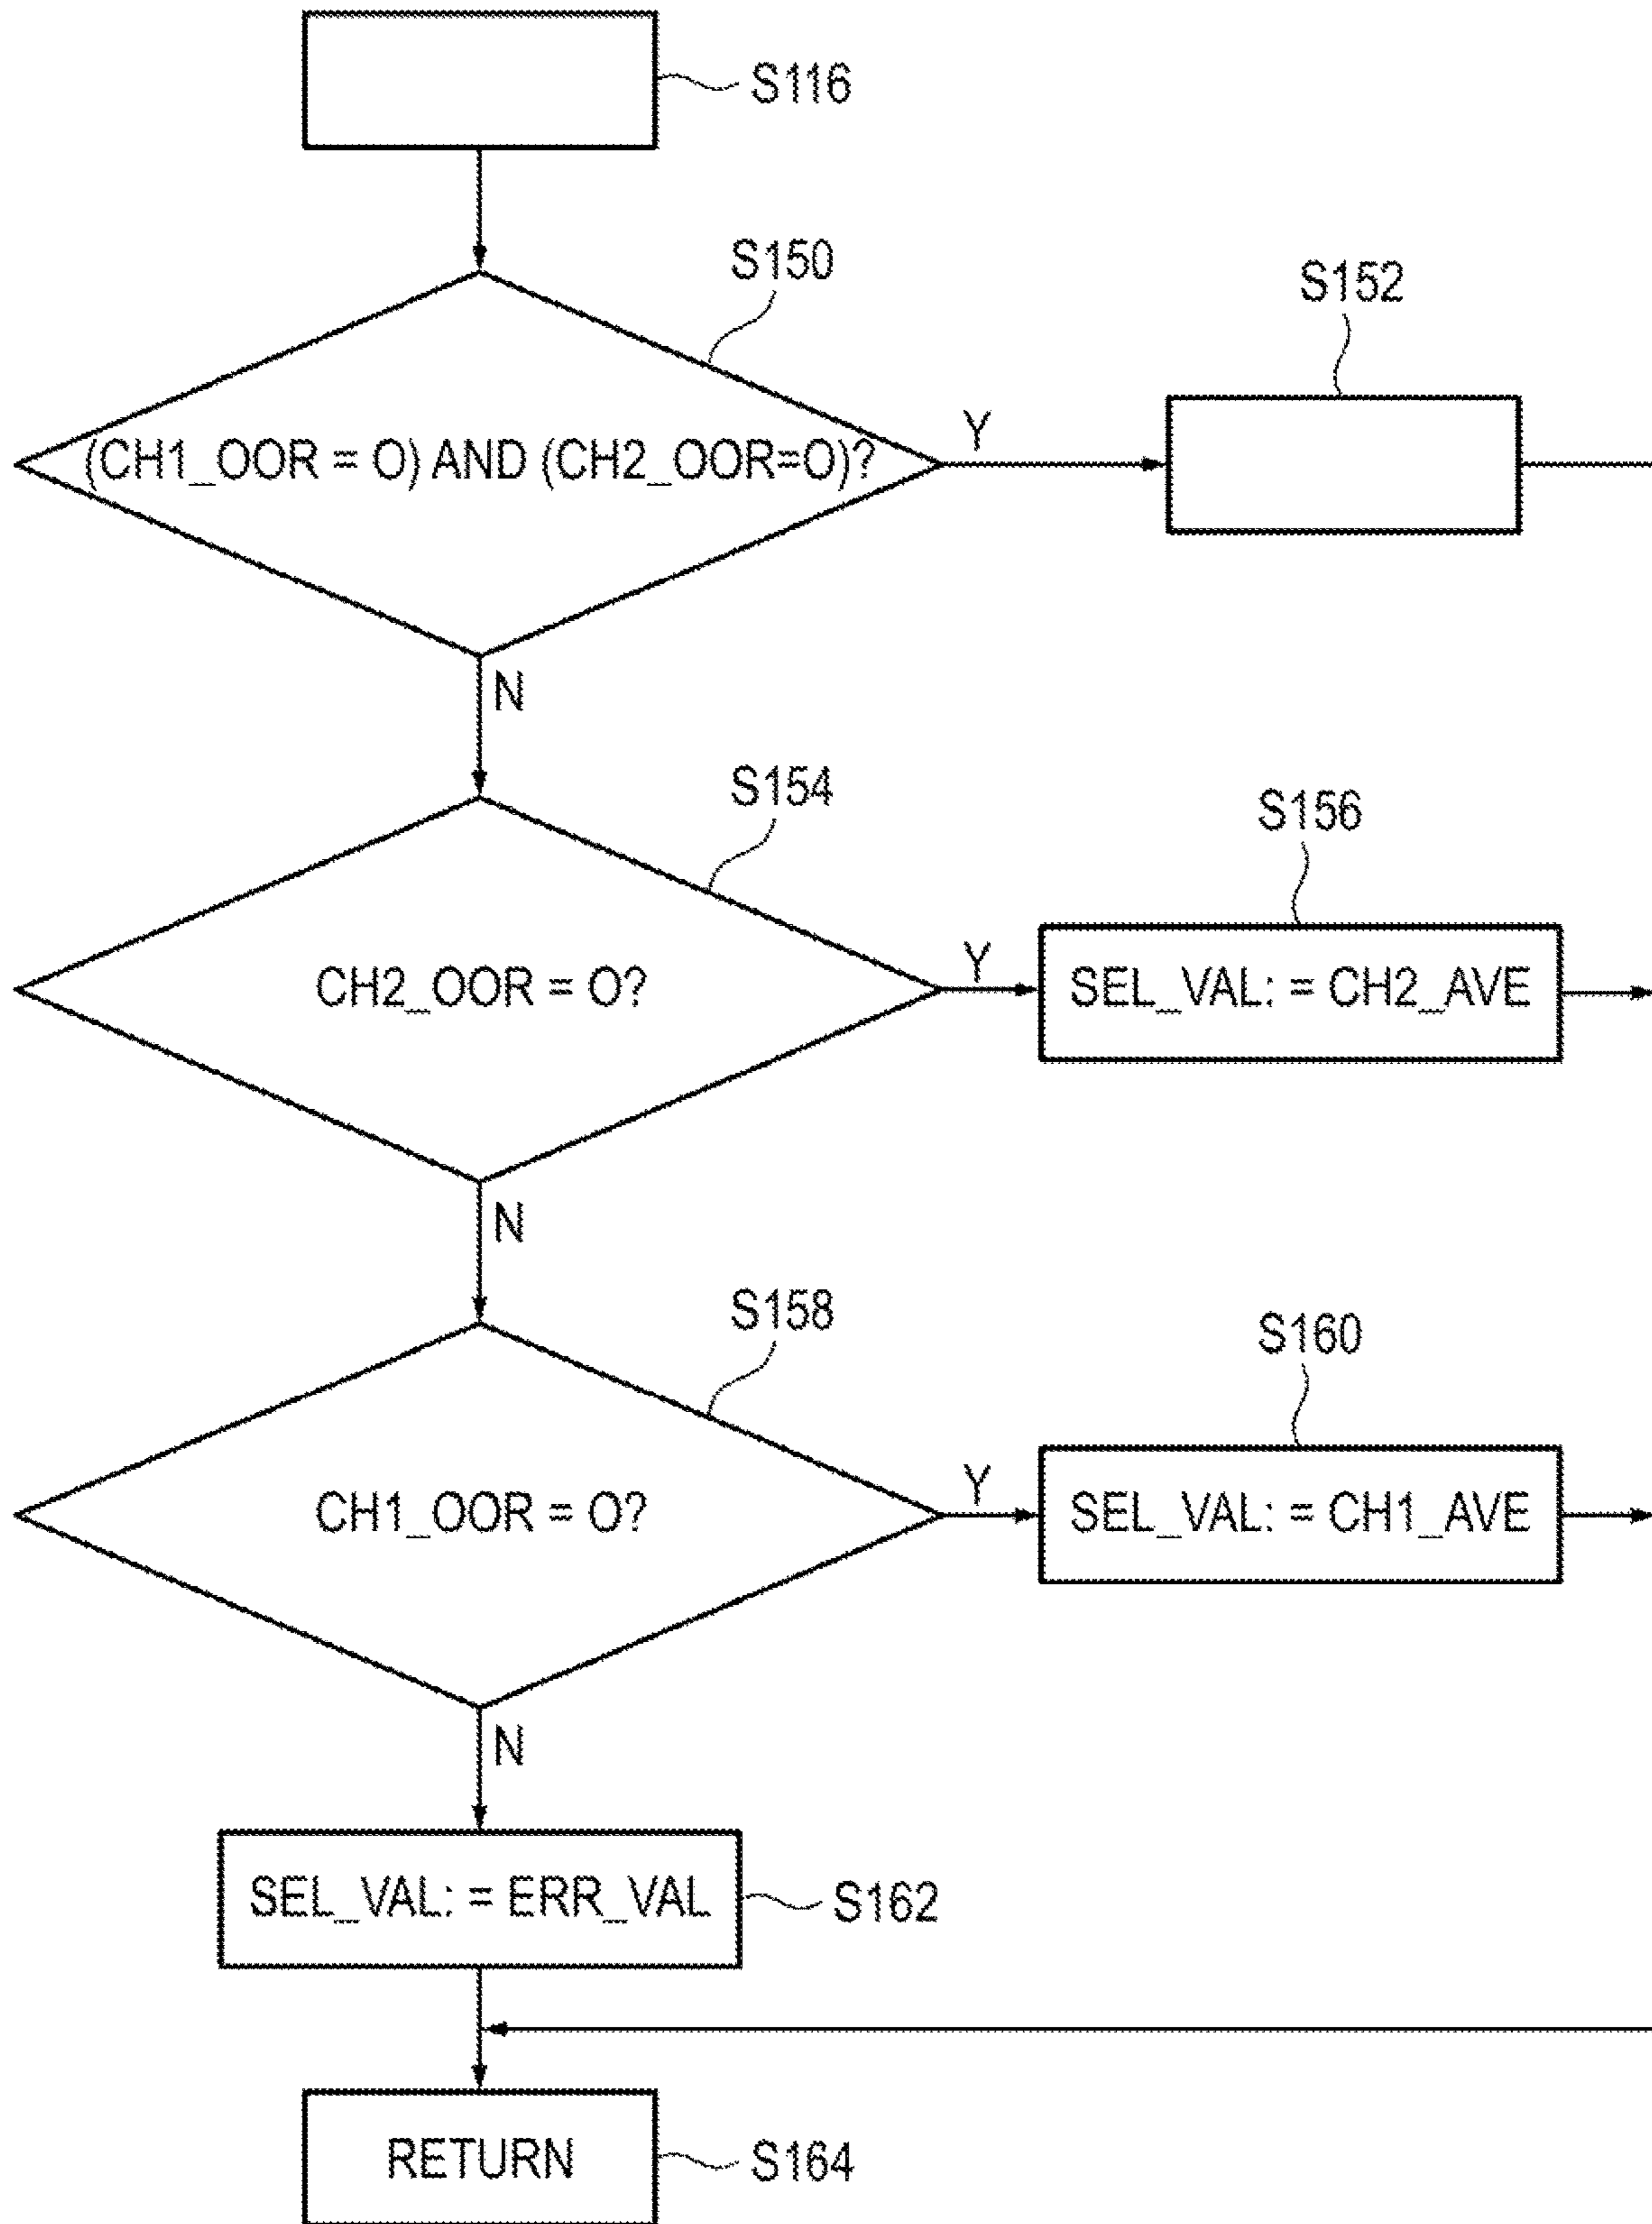 S116
S150
S152
(CH1_OOR = O) AND (CH2_OOR=O)?
Y
N
S154
S156
CH2_OOR = O?
Y
SEL_VAL: = CH2_AVE
N
S158
S160
CH1_OOR = O?
Y
SEL_VAL: = CH1_AVE
N
SEL_VAL: = ERR_VAL
S162
RETURN
S164